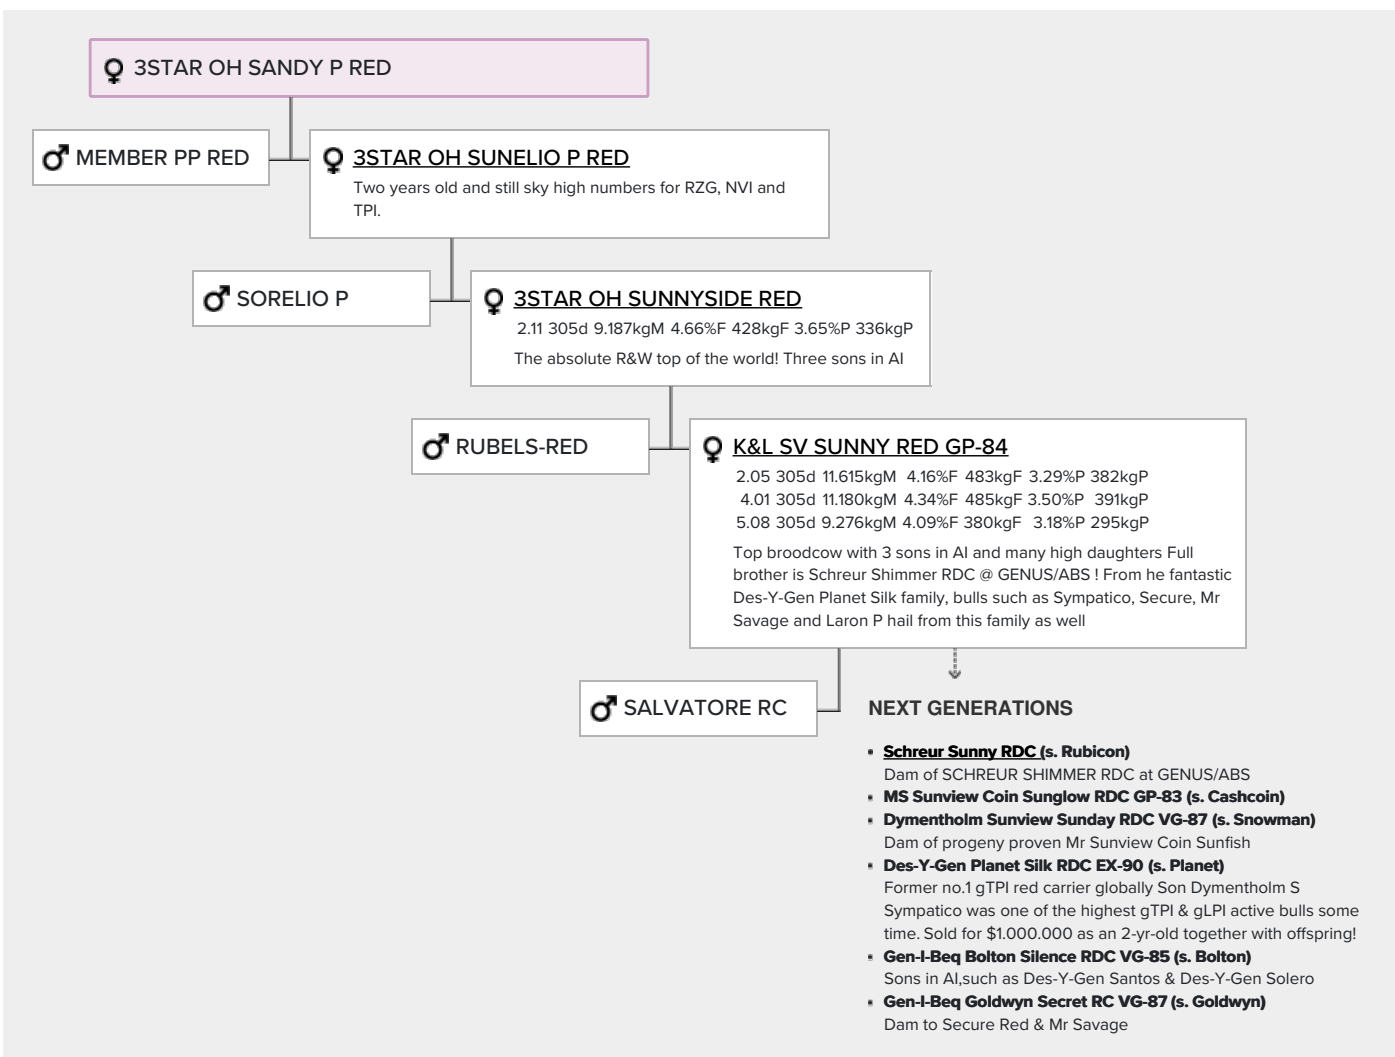 3STAR OH SANDY P RED
MEMBER PP RED
3STAR OH SUNELIO P RED
Two years old and still sky high numbers for RZG, NVI and
TPI.
SORELIO P
3STAR OH SUNNYSIDE RED
2.11 305d 9.187kgM 4.66%F 428kgF 3.65%P 336kgP
The absolute R&W top of the world! Three sons in AI
RUBELS-RED
K&L SV SUNNY RED GP-84
2.05 305d 11.615kgM 4.16%F 483kgF 3.29%P 382kgP
4.01 305d 11.180kgM 4.34%F 485kgF 3.50%P 391kgP
5.08 305d 9.276kgM 4.09%F 380kgF 3.18%P 295kgP
Top broodcow with 3 sons in AI and many high daughters Full
brother is Schreur Shimmer RDC @ GENUS/ABS ! From he fantastic
Des-Y-Gen Planet Silk family, bulls such as Sympatico, Secure, Mr
Savage and Laron P hail from this family as well
SALVATORE RC
NEXT GENERATIONS
Schreur Sunny RDC (s. Rubicon)
Dam of SCHREUR SHIMMER RDC at GENUS/ABS
MS Sunview Coin Sunglow RDC GP-83 (s. Cashcoin)
Dymentholm Sunview Sunday RDC VG-87 (s. Snowman)
Dam of progeny proven Mr Sunview Coin Sunfish
Des-Y-Gen Planet Silk RDC EX-90 (s. Planet)
Former no.1 gTPI red carrier globally Son Dymentholm S
Sympatico was one of the highest gTPI & gLPI active bulls some
time. Sold for $1.000.000 as an 2-yr-old together with offspring!
Gen-I-Beq Bolton Silence RDC VG-85 (s. Bolton)
Sons in AI,such as Des-Y-Gen Santos & Des-Y-Gen Solero
Gen-I-Beq Goldwyn Secret RC VG-87 (s. Goldwyn)
Dam to Secure Red & Mr Savage